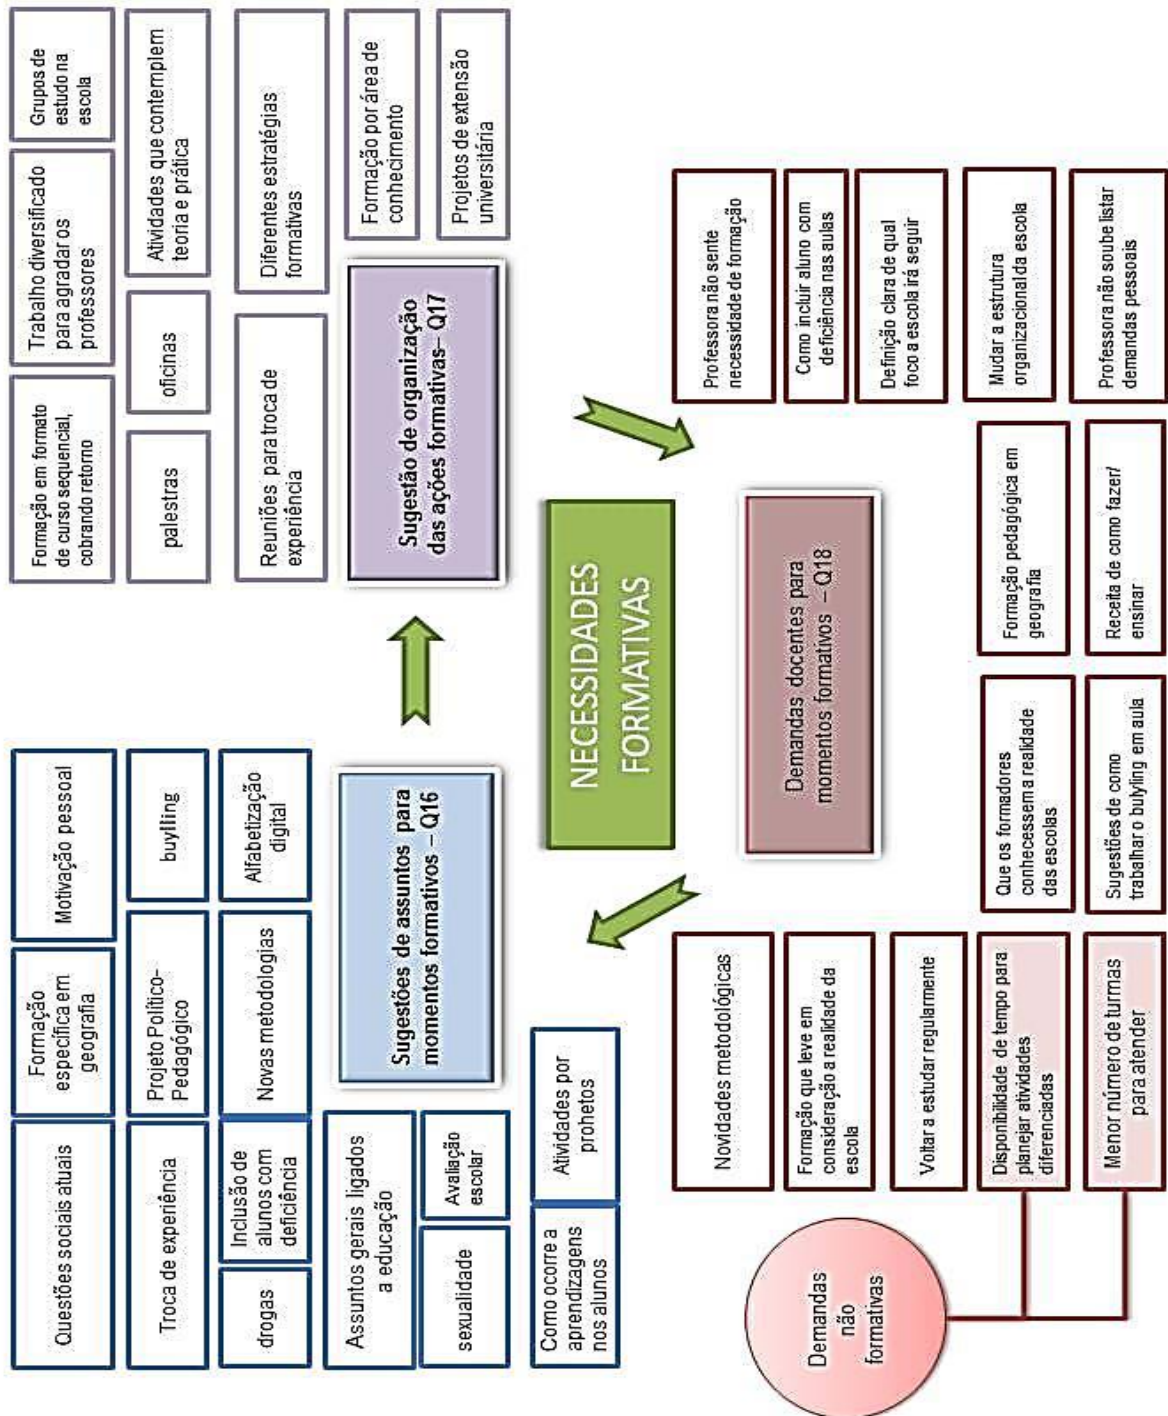 Questões sociais atuais
Formação
específica em
geografia
Motivação pessoal
Troca de experiência
Projeto Político-
Pedagógico
buylling
drogas
Inclusão de
alunos com
deficiência
Novas metodologias
Alfabetização
digital
Assuntos gerais ligados
a educação
sexualidade
Avaliação
escolar
Como ocorre a
aprendizagens
nos alunos
Atividades por
prohetos
Sugestões de assuntos para
momentos formativos – Q16
Formação em formato
de curso sequencial,
cobrando retorno
Trabalho diversificado
para agradar os
professores
Grupos de
estudo na
escola
palestras
oficinas
Atividades que contemplem
teoria e prática
Reuniões para troca de
experiência
Diferentes estratégias
formativas
Formação por área de
conhecimento
Projetos de extensão
universitária
Sugestão de organização
das ações formativas– Q17
NECESSIDADES
FORMATIVAS
Demandas docentes para
momentos formativos – Q18
Demandas
não
formativas
Novidades metodológicas
Formação que leve em
consideração a realidade da
escola
Voltar a estudar regularmente
Disponibilidade de tempo para
planejar atividades
diferenciadas
Menor número de turmas
para atender
Que os formadores
conhecessem a realidade
das escolas
Sugestões de como
trabalhar o bulyling em aula
Formação pedagógica em
geografia
Receita de como fazer/
ensinar
Professora não sente
necessidade de formação
Como incluir aluno com
deficiência nas aulas
Definição clara de qual
foco a escola irá seguir
Mudar a estrutura
organizacional da escola
Professora não soube listar
demandas pessoais